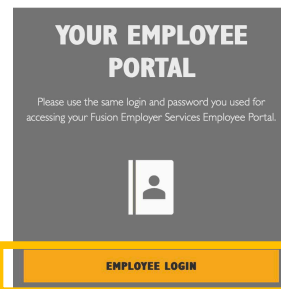 YOUR EMPLOYEE
PORTAL
Please use the same login and password you used for
accessing your Fusion Employer Services Employee Portal.
EMPLOYEE LOGIN